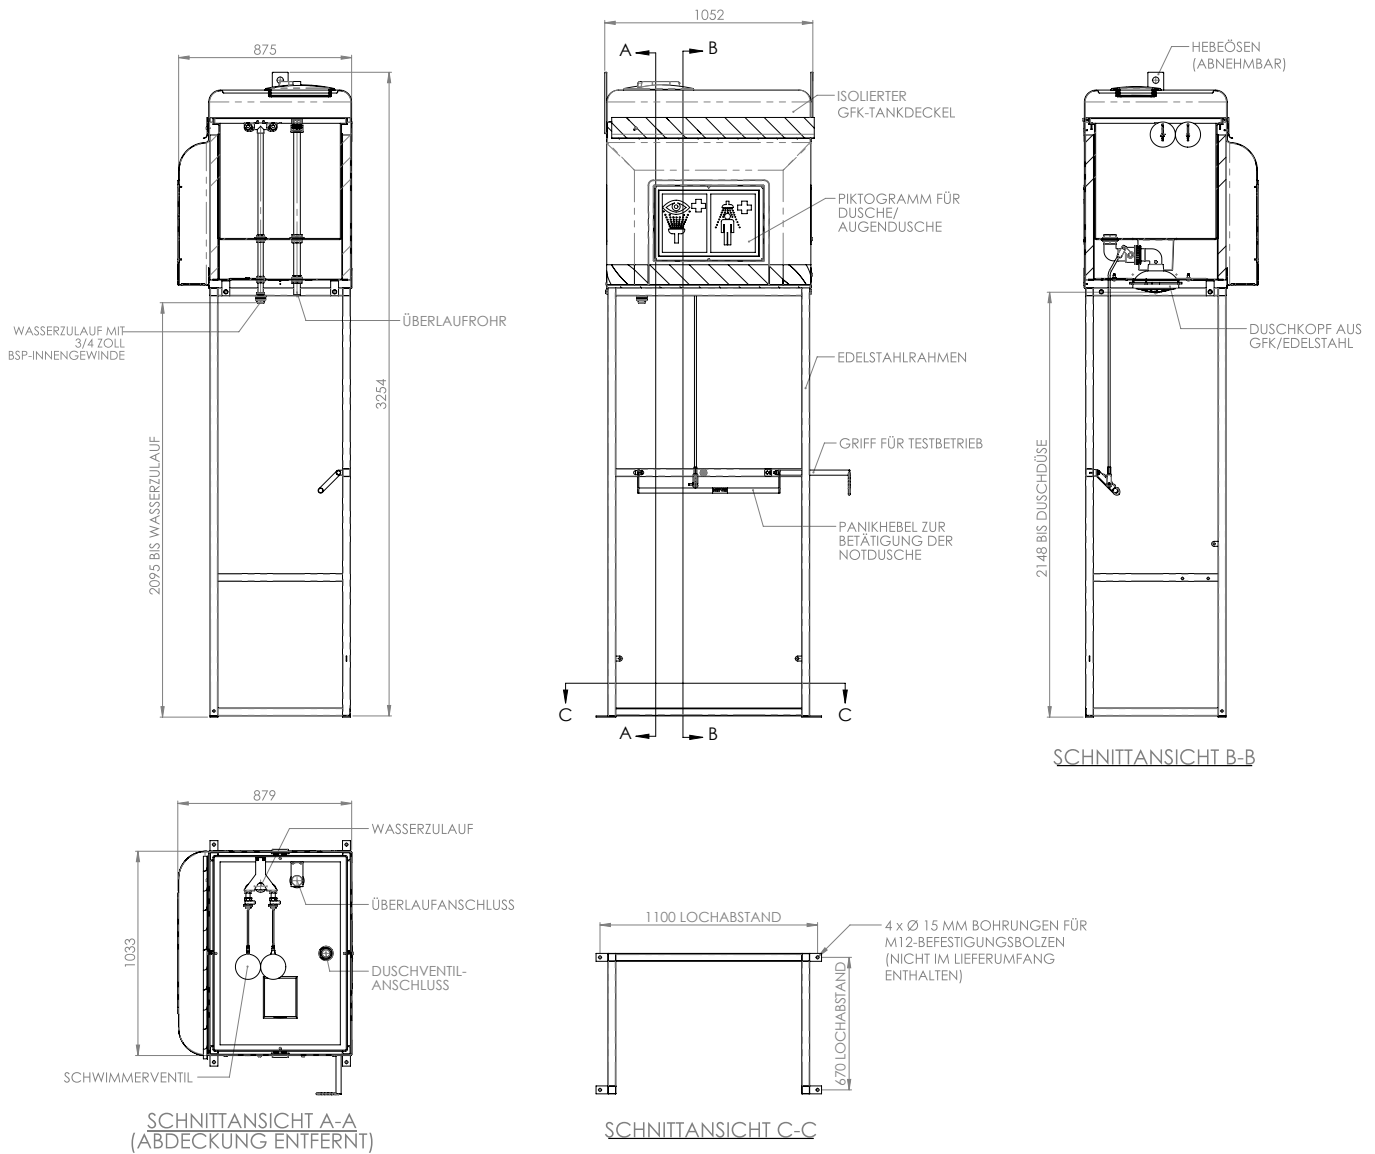 1052
875
A
B
HEBEÖSEN
(ABNEHMBAR)
ISOLIERTER
GFK-TANKDECKEL
PIKTOGRAMM FÜR
DUSCHE/
AUGENDUSCHE
WASSERZULAUF MIT
3/4 ZOLL
BSP-INNENGEWINDE
ÜBERLAUFROHR
DUSCHKOPF AUS
GFK/EDELSTAHL
EDELSTAHLRAHMEN
3254
2095 BIS WASSERZULAUF
GRIFF FÜR TESTBETRIEB
2148 BIS DUSCHDÜSE
PANIKHEBEL ZUR
BETÄTIGUNG DER
NOTDUSCHE
C
C
A
B
SCHNITTANSICHT B-B
879
WASSERZULAUF
ÜBERLAUFANSCHLUSS
1033
DUSCHVENTIL-
ANSCHLUSS
SCHWIMMERVENTIL
SCHNITTANSICHT A-A
(ABDECKUNG ENTFERNT)
1100 LOCHABSTAND
4 x Ø 15 MM BOHRUNGEN FÜR
M12-BEFESTIGUNGSBOLZEN
(NICHT IM LIEFERUMFANG
ENTHALTEN)
670 LOCHABSTAND
SCHNITTANSICHT C-C